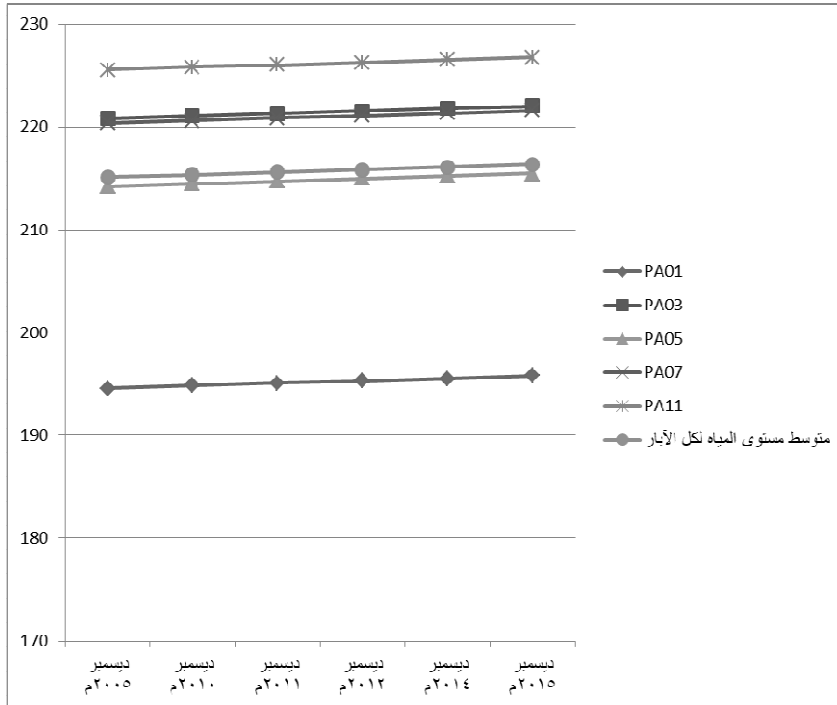 230
220
210
200
190
180
170
ديسمبر ٢٠٠٥م
ديسمبر ٢٠١٠م
ديسمبر ٢٠١١م
ديسمبر ٢٠١٢م
ديسمبر ٢٠١٤م
ديسمبر ٢٠١٥م
PA01
PA03
PA05
PA07
PA11
متوسط مستوى المياه لكل الآبار